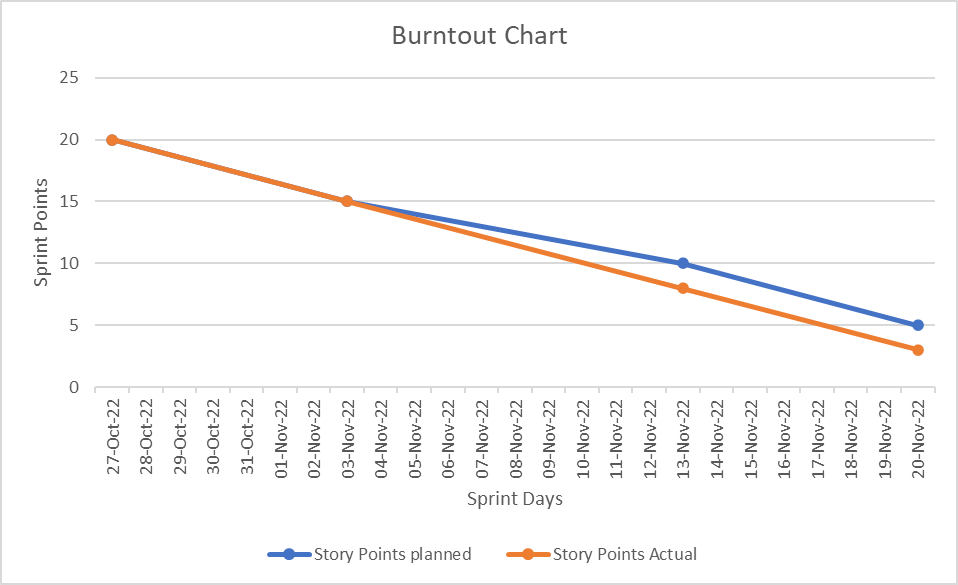 Burntout Chart
25
20
15
10
5
0
Sprint Points
27-Oct-22
28-Oct-22
29-Oct-22
30-Oct-22
31-Oct-22
01-Nov-22
02-Nov-22
03-Nov-22
04-Nov-22
05-Nov-22
06-Nov-22
07-Nov-22
08-Nov-22
09-Nov-22
10-Nov-22
11-Nov-22
12-Nov-22
13-Nov-22
14-Nov-22
15-Nov-22
16-Nov-22
17-Nov-22
18-Nov-22
19-Nov-22
20-Nov-22
Sprint Days
Story Points planned
Story Points Actual